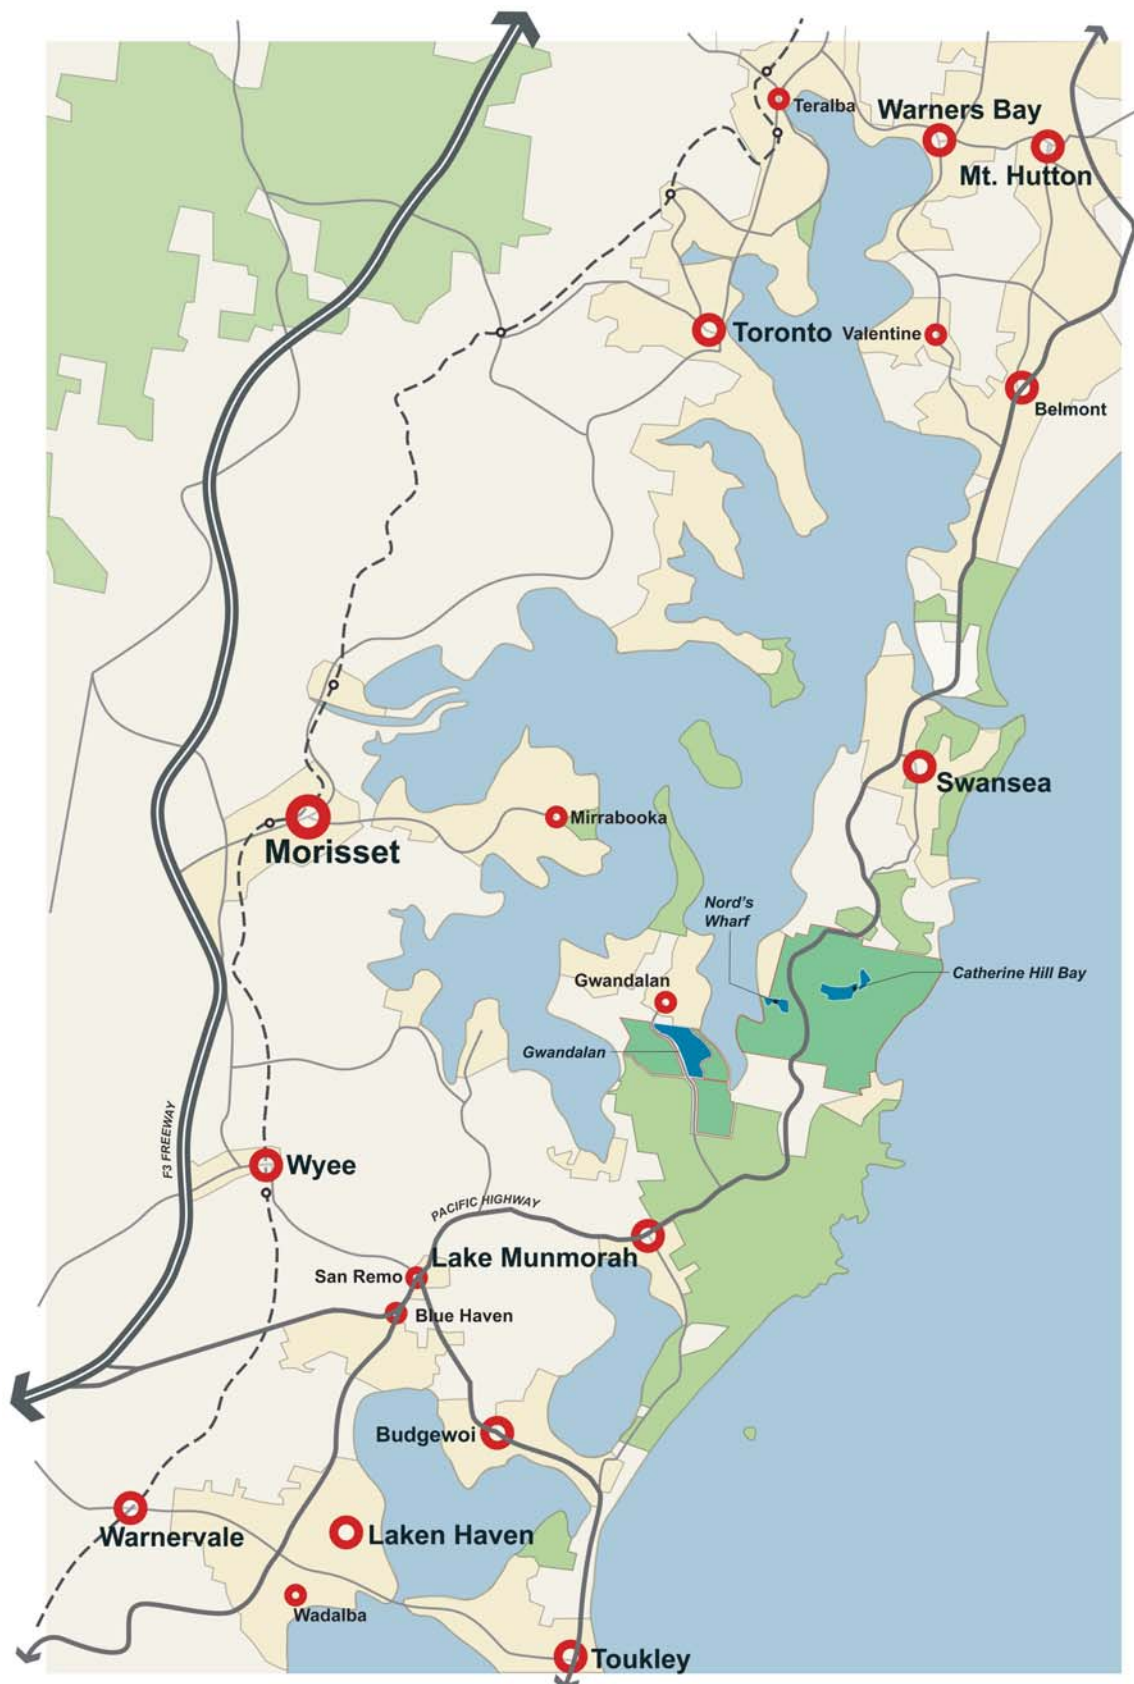 Teralba
Warners Bay
Mt. Hutton
Toronto
Valentine
Belmont
Swansea
Mirrabooka
Morisset
Nord's
Wharf
Catherine Hill Bay
Gwandalan
Gwandalan
F3 FREEWAY
Wyee
PACIFIC HIGHWAY
Lake Munmorah
San Remo
Blue Haven
Budgewoi
Warnervale
Laken Haven
Wadalba
Toukley